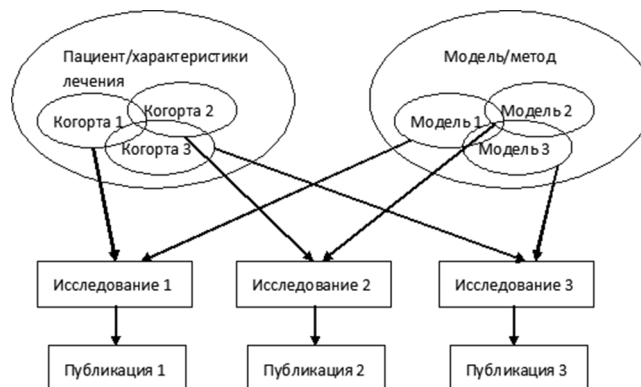 Пациент/характеристики
лечения
Когорта 1
Когорта 2
Когорта 3
Модель/метод
Модель 1
Модель 2
Модель 3
Исследование 1
Исследование 2
Исследование 3
Публикация 1
Публикация 2
Публикация 3